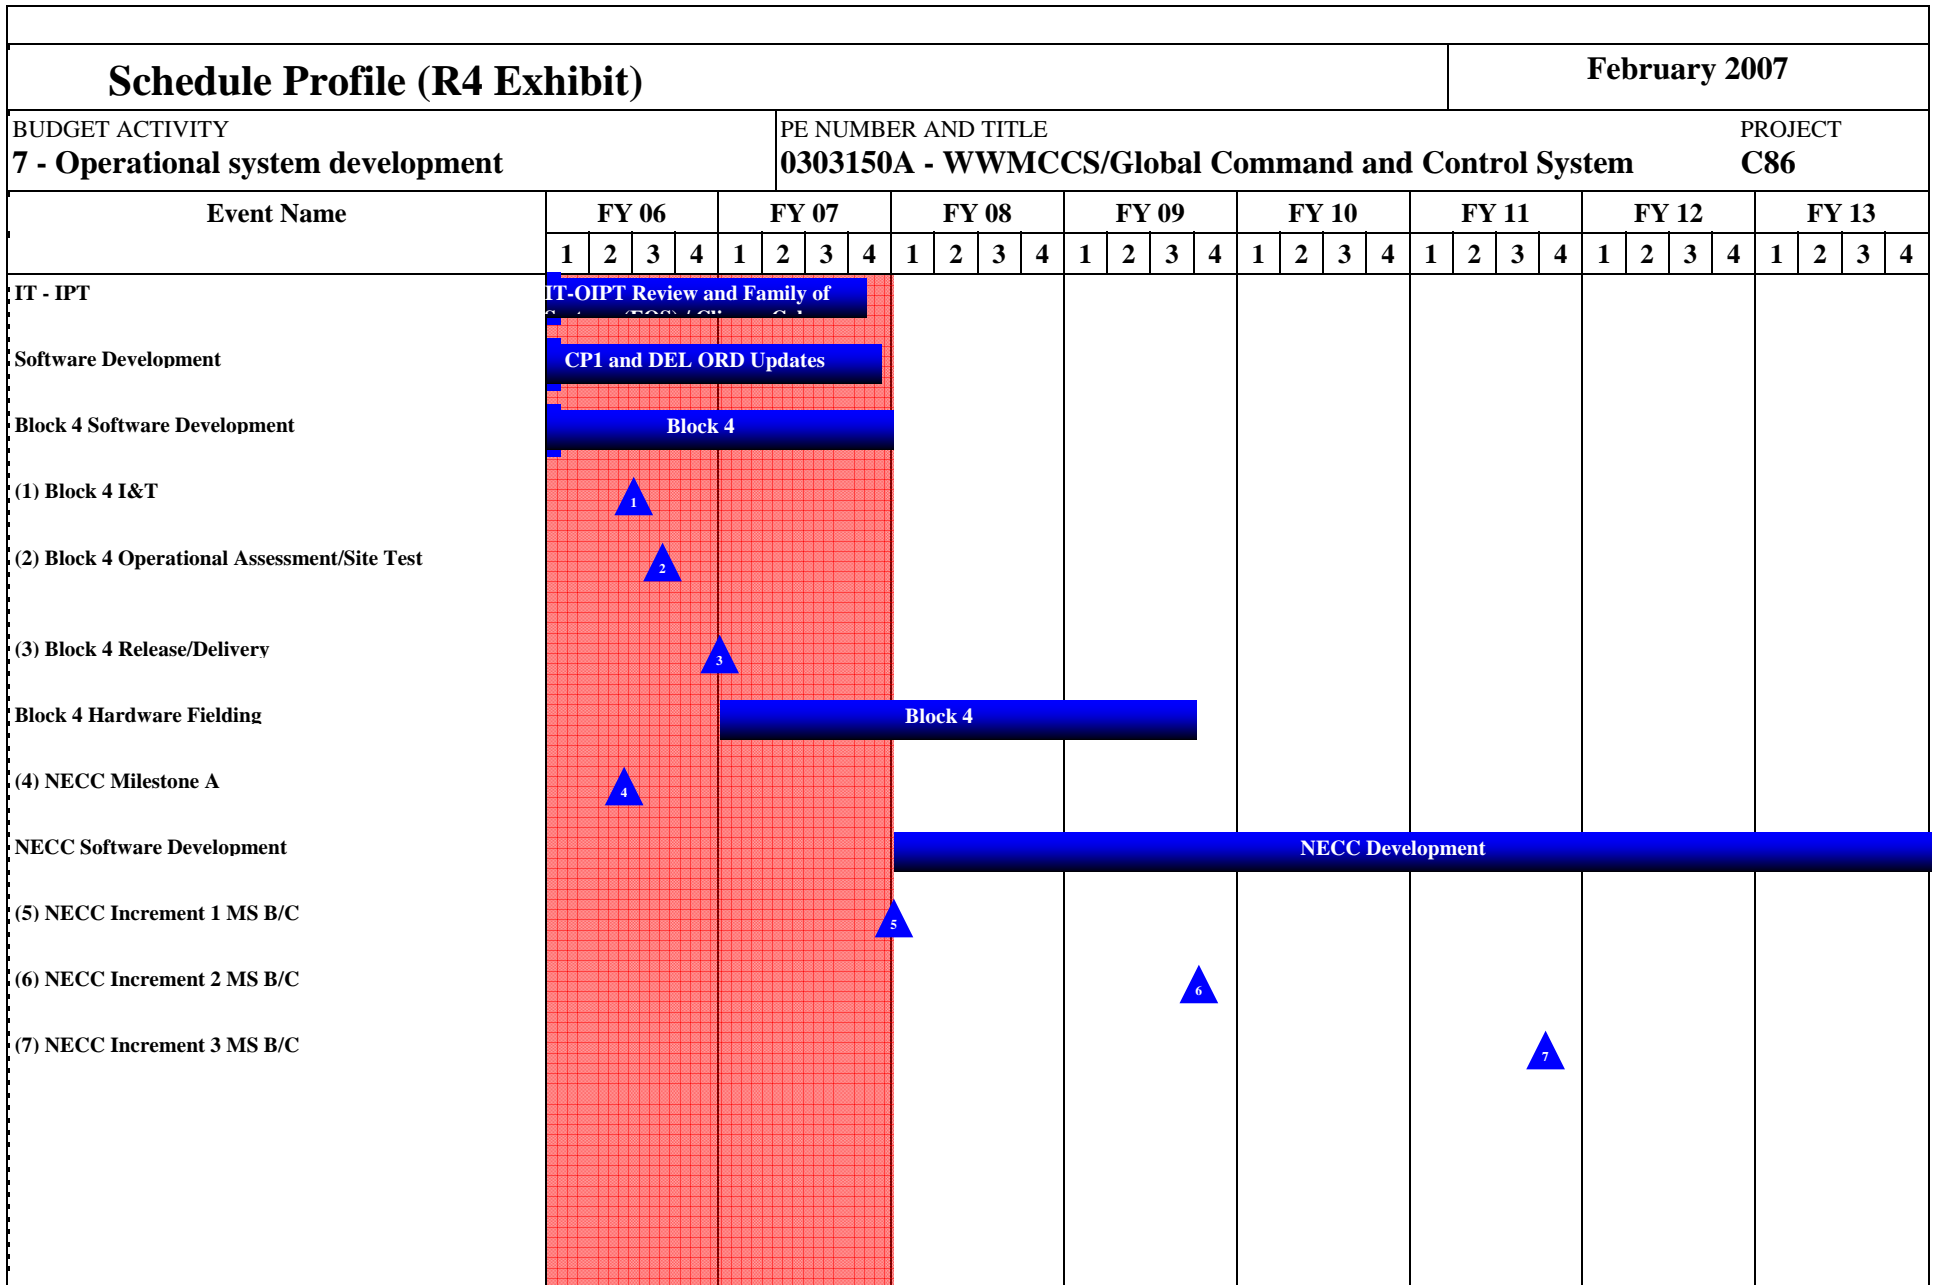 Schedule Profile (R4 Exhibit)
February 2007
BUDGET ACTIVITY
7 - Operational system development
PE NUMBER AND TITLE
0303150A - WWMCCS/Global Command and Control System
PROJECT
C86
Event Name
FY 06 FY 07 FY 08 FY 09 FY 10 FY 11 FY 12 FY 13
1 2 3 4 1 2 3 4 1 2 3 4 1 2 3 4 1 2 3 4 1 2 3 4 1 2 3 4 1 2 3 4
IT - IPT
IT-OIPT Review and Family of
Software Development
CP1 and DEL ORD Updates
Block 4 Software Development
Block 4
(1) Block 4 I&T
1
(2) Block 4 Operational Assessment/Site Test
2
(3) Block 4 Release/Delivery
3
Block 4 Hardware Fielding
Block 4
(4) NECC Milestone A
4
NECC Software Development
NECC Development
(5) NECC Increment 1 MS B/C
5
(6) NECC Increment 2 MS B/C
6
(7) NECC Increment 3 MS B/C
7